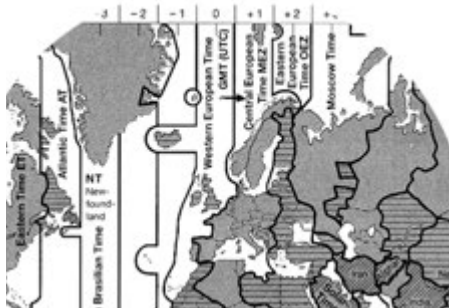 -3 -2 -1 0 +1 +2
Eastern Time ET
Atlantic Time AT
NT
New-
found-
land
Brasilian Time
Western European Time
GMT (UTC)
Central European
Time MEZ
Eastern
European
Time OEZ
Moscow Time
Iran